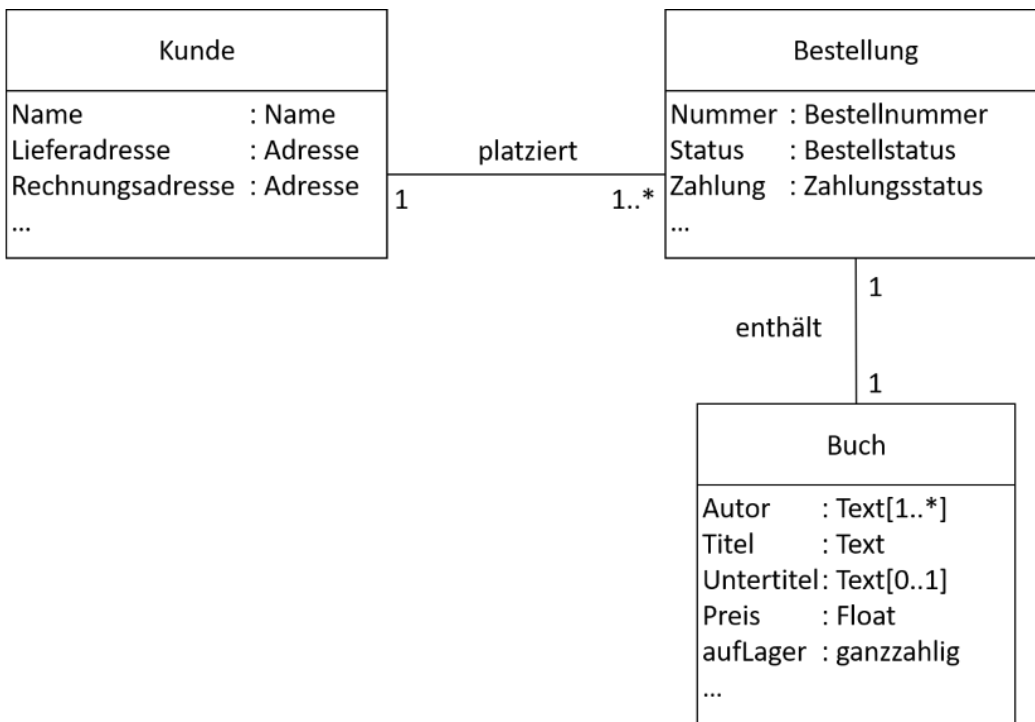 Kunde
Name : Name
Lieferadresse : Adresse
Rechnungsadresse : Adresse
...
platziert
1
1..*
Bestellung
Nummer : Bestellnummer
Status : Bestellstatus
Zahlung : Zahlungsstatus
...
1
enthält
1
Buch
Autor : Text[1..*]
Titel : Text
Untertitel : Text[0..1]
Preis : Float
aufLager : ganzzahlig
...